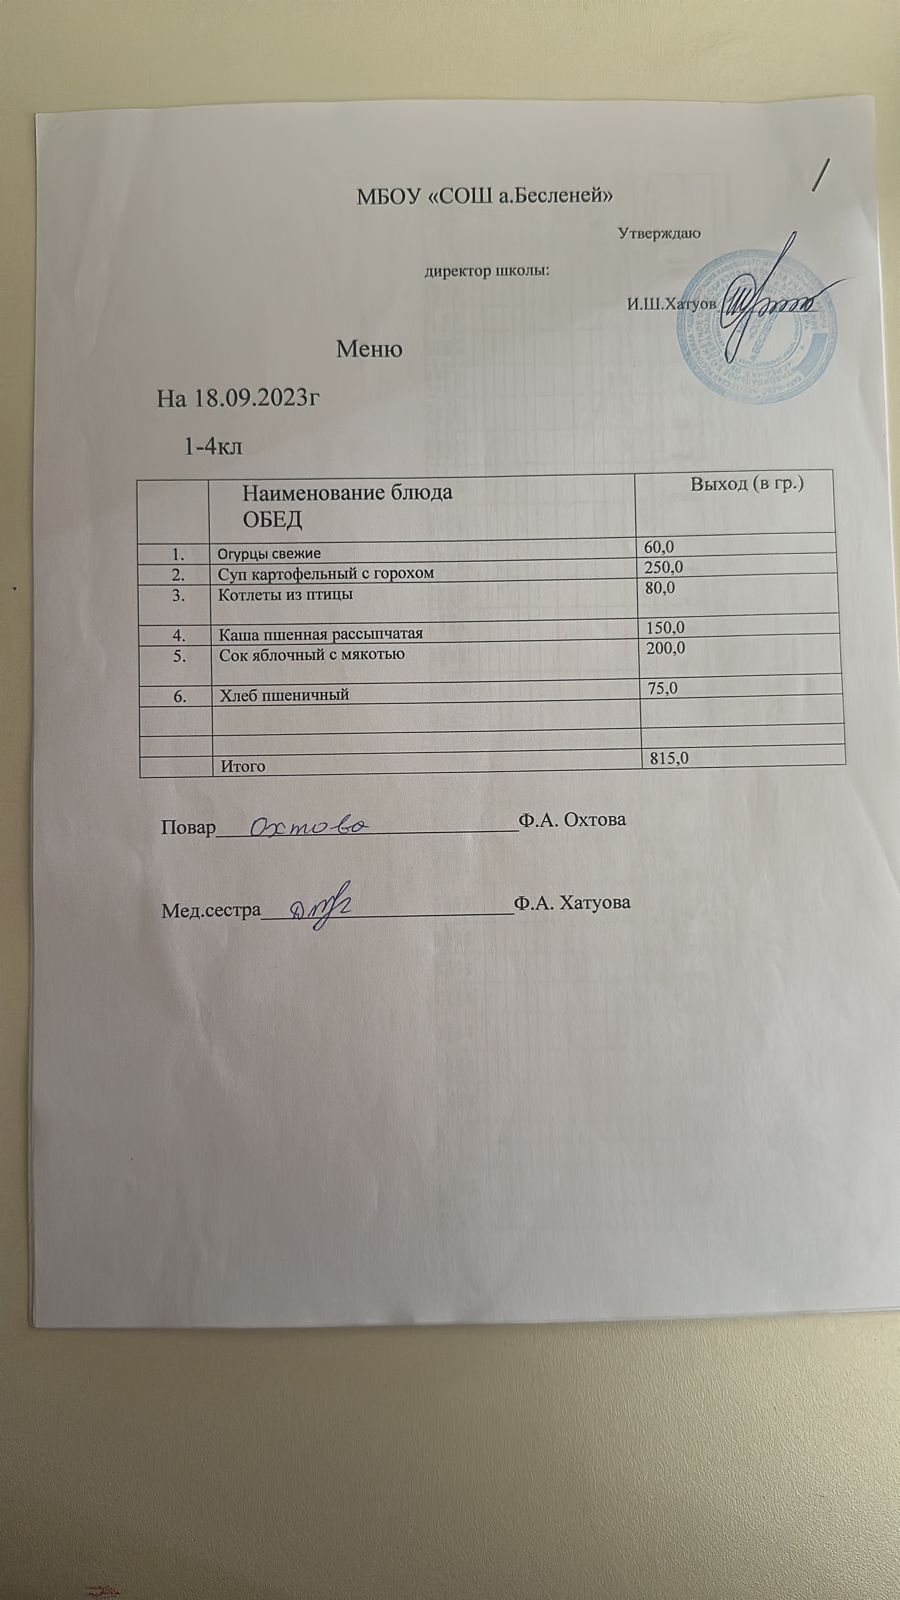 МБОУ «СОШ а.Бесленей»
Утверждаю
директор школы:
И.Ш.Хатуов
Меню
На 18.09.2023г
1-4кл
Наименование блюда Выход (в гр.)
ОБЕД
1. Огурцы свежие 60,0
2. Суп картофельный с горохом 250,0
3. Котлеты из птицы 80,0
4. Каша пшенная рассыпчатая 150,0
5. Сок яблочный с мякотью 200,0
6. Хлеб пшеничный 75,0
Итого 815,0
Повар Охтова Ф.А. Охтова
Мед.сестра Ф.А. Хатуова